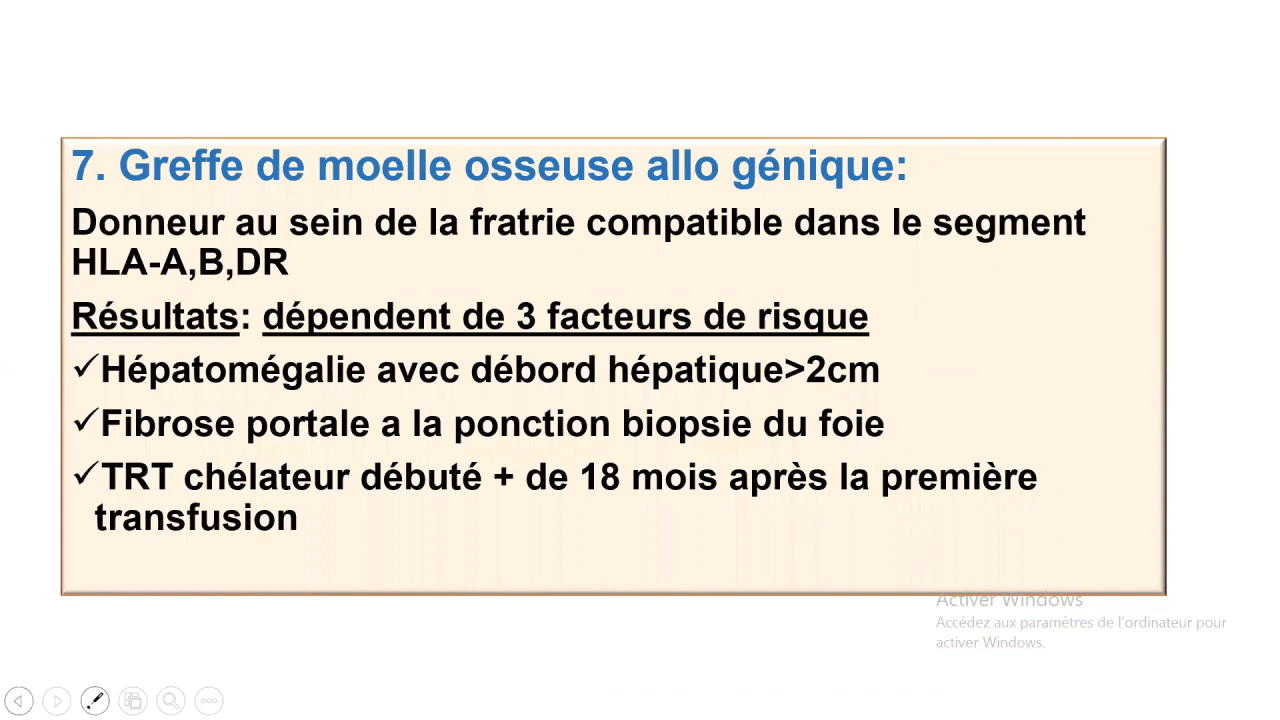 7. Greffe de moelle osseuse allo génique:
Donneur au sein de la fratrie compatible dans le segment
HLA-A,B,DR
Résultats: dépendent de 3 facteurs de risque
✓Hépatomégalie avec débord hépatique>2cm
✓Fibrose portale a la ponction biopsie du foie
✓TRT chélateur débuté + de 18 mois après la première
transfusion
Activer Windows
Accédez aux paramètres de l'ordinateur pour
activer Windows.